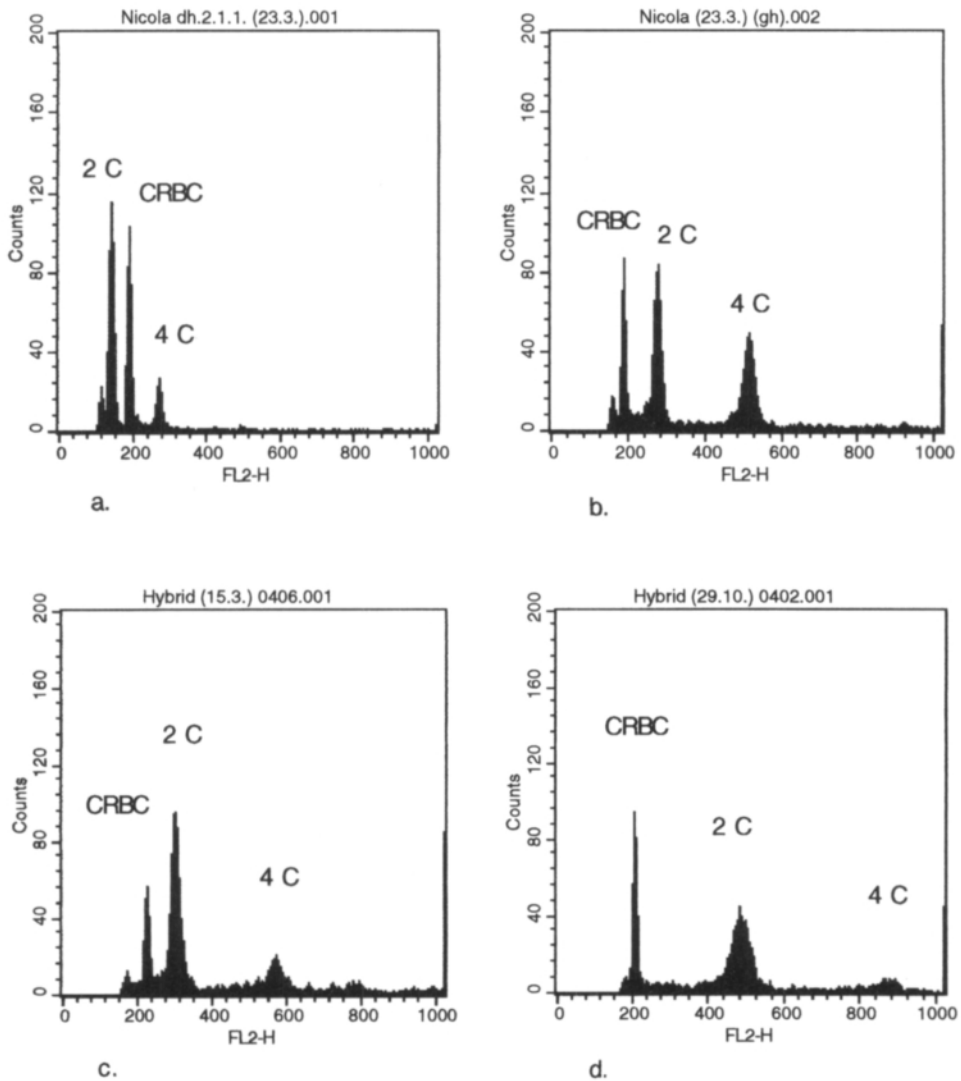 Nicola dh.2.1.1. (23.3.).001
200
160
120
80
40
0
Counts
2 C
CRBC
4 C
0 200 400 600 800 1000
FL2-H
a.
Nicola (23.3.) (gh).002
200
160
120
80
40
0
Counts
CRBC
2 C
4 C
0 200 400 600 800 1000
FL2-H
b.
Hybrid (15.3.) 0406.001
200
160
120
80
40
0
Counts
2 C
CRBC
4 C
0 200 400 600 800 1000
FL2-H
c.
Hybrid (29.10.) 0402.001
200
160
120
80
40
0
Counts
CRBC
2 C
4 C
0 200 400 600 800 1000
FL2-H
d.